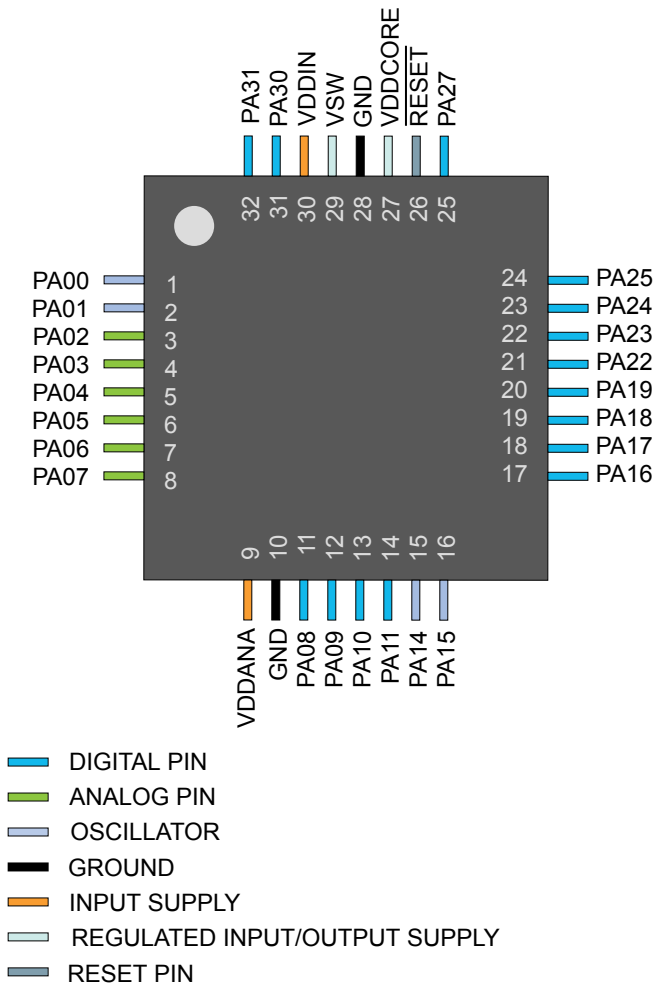 PA31
PA30
VDDIN
VSW
GND
VDDCORE
RESET
PA27
32
31
30
29
28
27
26
25
PA00 1
PA01 2
PA02 3
PA03 4
PA04 5
PA05 6
PA06 7
PA07 8
24 PA25
23 PA24
22 PA23
21 PA22
20 PA19
19 PA18
18 PA17
17 PA16
9
10
11
12
13
14
15
16
VDDANA
GND
PA08
PA09
PA10
PA11
PA14
PA15
DIGITAL PIN
ANALOG PIN
OSCILLATOR
GROUND
INPUT SUPPLY
REGULATED INPUT/OUTPUT SUPPLY
RESET PIN